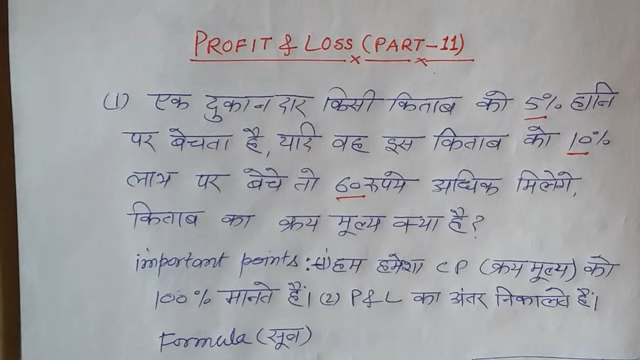 PROFIT & LOSS (PART-11)
(1) एक दुकानदार किसी किताब को 5% हानि
पर बेचता है, यदि वह इस किताब को 10%
लाभ पर बेचे तो 60 रुपये अधिक मिलेगे,
किताब का क्रय मूल्य क्या है?
important points:-(1) हम हमेशा CP (क्रय मूल्य) को
100% मानते हैं। (2) P&L का अंतर निकालते हैं।
Formula (सूत्र)